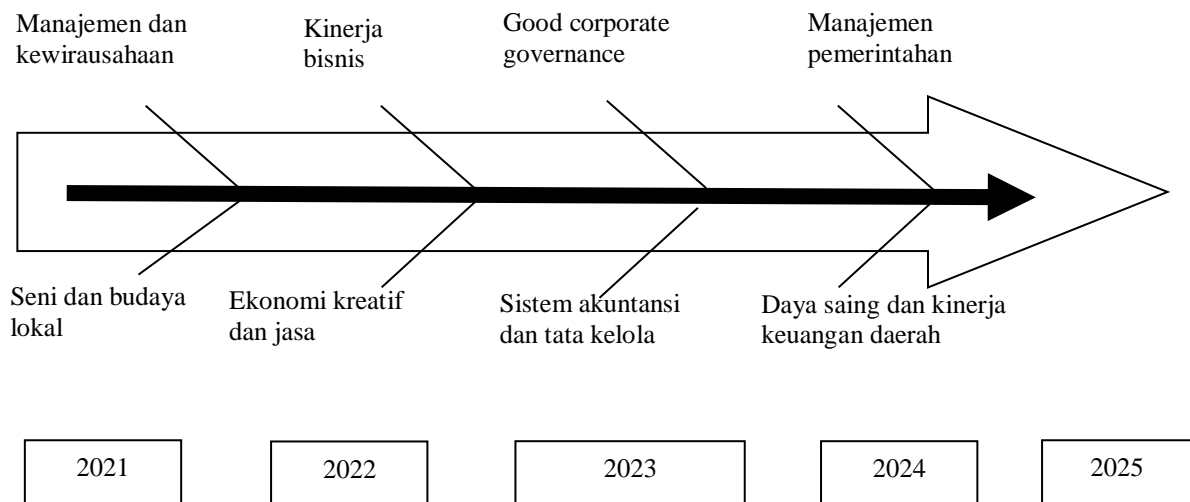 Manajemen dan
kewirausahaan
Kinerja
bisnis
Good corporate
governance
Manajemen
pemerintahan
Seni dan budaya
lokal
Ekonomi kreatif
dan jasa
Sistem akuntansi
dan tata kelola
Daya saing dan kinerja
keuangan daerah
2021
2022
2023
2024
2025